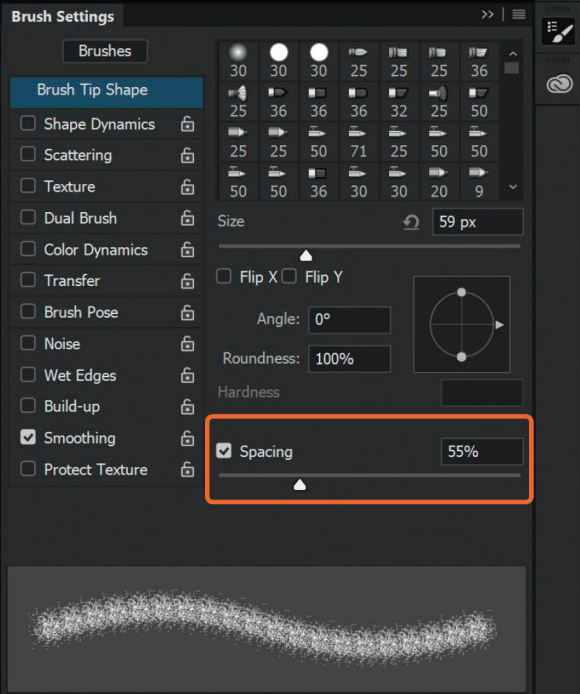 Brush Settings
Brushes
Brush Tip Shape
Shape Dynamics
Scattering
Texture
Dual Brush
Color Dynamics
Transfer
Brush Pose
Noise
Wet Edges
Build-up
Smoothing
Protect Texture
30 30 30 25 25 25 36
25 36 36 36 32 25 50
25 25 50 71 25 50 50
50 50 36 30 30 20 9
Size 59 px
Flip X Flip Y
Angle: 0°
Roundness: 100%
Hardness
Spacing 55%